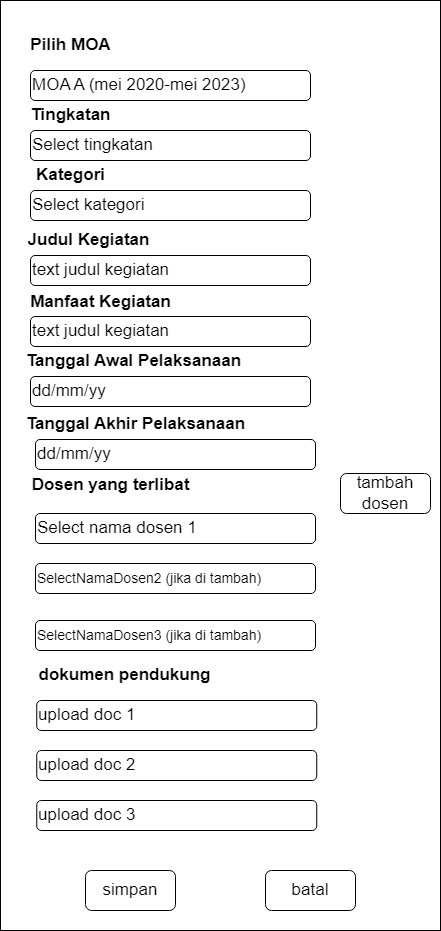 Pilih MOA
MOA A (mei 2020-mei 2023)
Tingkatan
Select tingkatan
Kategori
Select kategori
Judul Kegiatan
text judul kegiatan
Manfaat Kegiatan
text judul kegiatan
Tanggal Awal Pelaksanaan
dd/mm/yy
Tanggal Akhir Pelaksanaan
dd/mm/yy
Dosen yang terlibat
tambah
dosen
Select nama dosen 1
SelectNamaDosen2 (jika di tambah)
SelectNamaDosen3 (jika di tambah)
dokumen pendukung
upload doc 1
upload doc 2
upload doc 3
simpan
batal